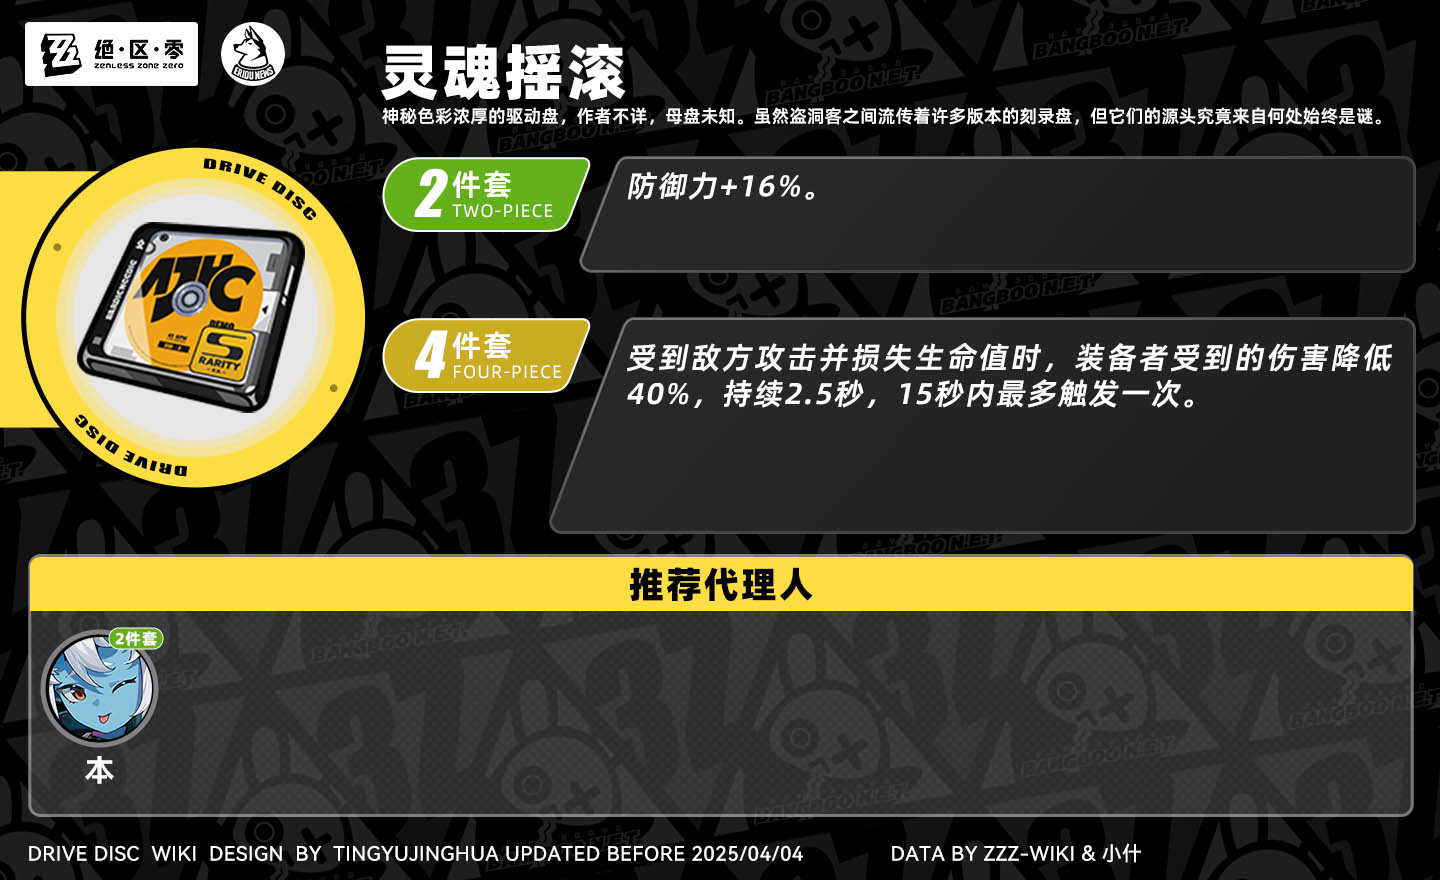 绝·区·零
ZENLESS ZONE ZERO
ERIDU NEWS
灵魂摇滚
神秘色彩浓厚的驱动盘，作者不详，母盘未知。虽然盗洞客之间流传着许多版本的刻录盘，但它们的源头究竟来自何处始终是谜。
DRIVE DISC
2件套
TWO-PIECE
防御力+16%。
DEMO
S
RARITY
DRIVE DISC
4件套
FOUR-PIECE
受到敌方攻击并损失生命值时，装备者受到的伤害降低
40%，持续2.5秒，15秒内最多触发一次。
推荐代理人
2件套
本
BANGBOO N.E.T.
DRIVE DISC WIKI DESIGN BY TINGYUJINGHUA UPDATED BEFORE 2025/04/04
DATA BY ZZZ-WIKI & 小什